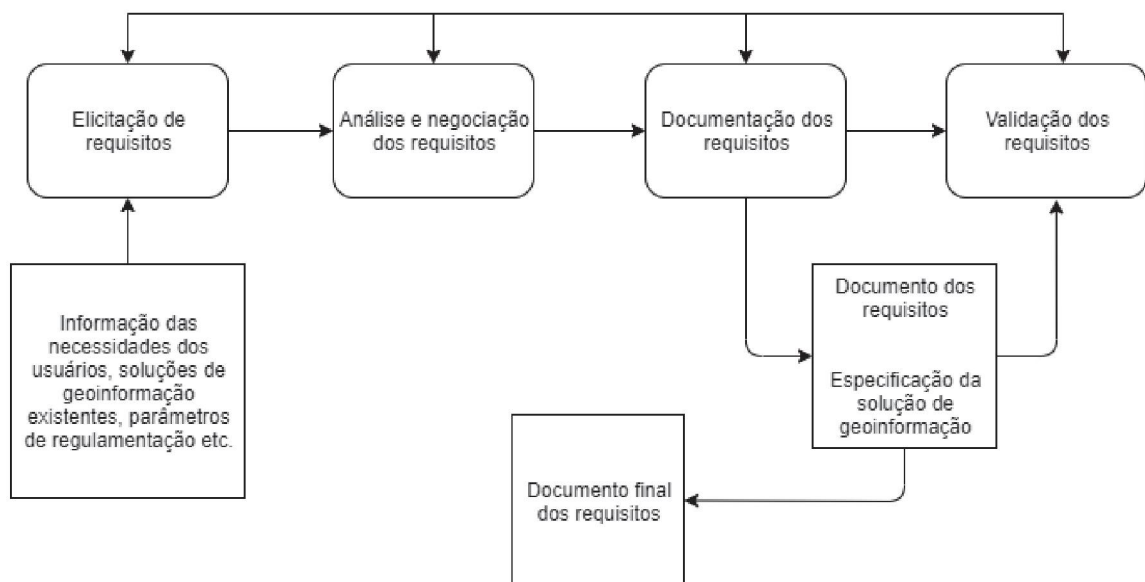 Elicitação de
requisitos
Análise e negociação
dos requisitos
Documentação dos
requisitos
Validação dos
requisitos
Informação das
necessidades dos
usuários, soluções de
geoinformação
existentes, parâmetros
de regulamentação etc.
Documento dos
requisitos
Especificação da
solução de
geoinformação
Documento final
dos requisitos